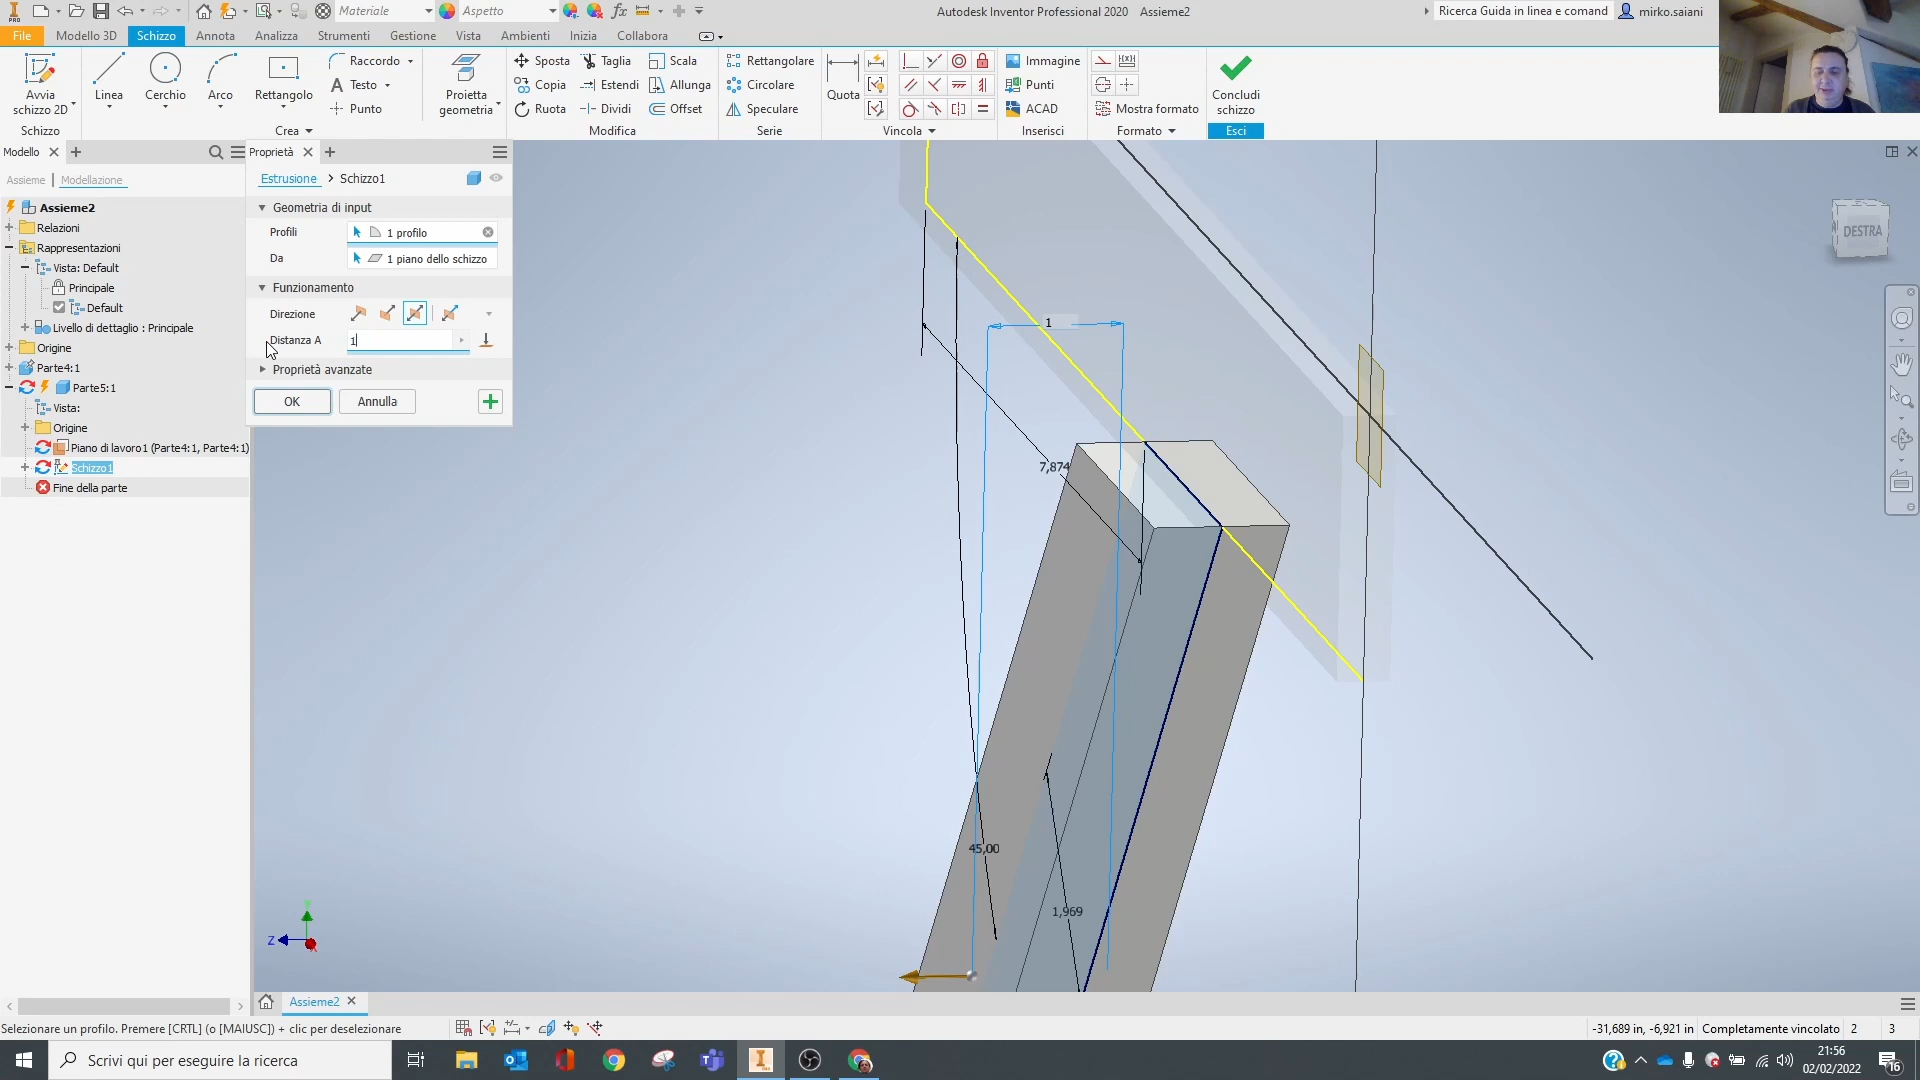 Materiale
Aspetto
Autodesk Inventor Professional 2020 Assieme2
Ricerca Guida in linea e comand
mirko.saiani
File
Modello 3D
Schizzo
Annota
Analizza
Strumenti
Gestione
Vista
Ambienti
Inizia
Collabora
Avvia
schizzo 2D
Schizzo
Linea
Cerchio
Arco
Rettangolo
Raccordo
Testo
Punto
Crea
Proietta
geometria
Sposta
Copia
Ruota
Taglia
Estendi
Dividi
Scala
Allunga
Offset
Modifica
Rettangolare
Circolare
Speculare
Serie
Quota
Vincola
Immagine
Punti
ACAD
Inserisci
Mostra formato
Formato
Concludi
schizzo
Esci
Modello
Assieme | Modellazione
Assieme2
Relazioni
Rappresentazioni
Vista: Default
Principale
Default
Livello di dettaglio : Principale
Origine
Parte4:1
Parte5:1
Vista:
Origine
Piano di lavoro1 (Parte4:1, Parte4:1)
Schizzo1
Fine della parte
Proprietà
Estrusione > Schizzo1
Geometria di input
Profili
1 profilo
Da
1 piano dello schizzo
Funzionamento
Direzione
Distanza A
1
Proprietà avanzate
OK
Annulla
DESTRA
1
7,874
45,00
1,969
Z
Assieme2
Selezionare un profilo. Premere [CRTL] (o [MAIUSC]) + clic per deselezionare
-31,689 in, -6,921 in
Completamente vincolato
2
3
Scrivi qui per eseguire la ricerca
21:56
02/02/2022
16